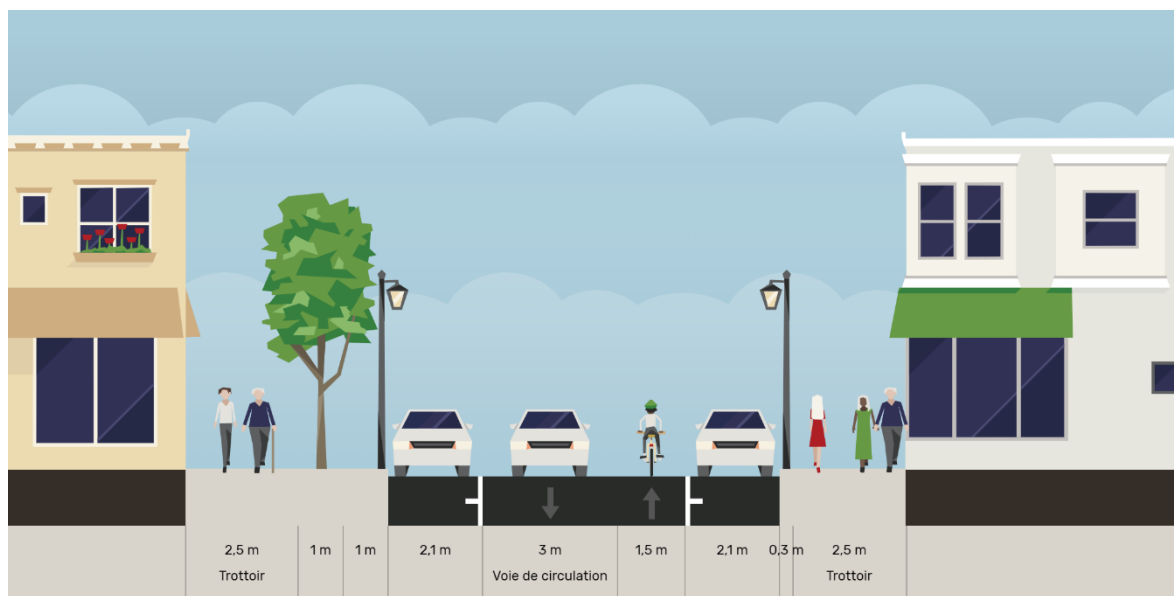 2,5 m
1 m
1 m
2,1 m
3 m
1,5 m
2,1 m
0,3 m
2,5 m
Trottoir
Voie de circulation
Trottoir